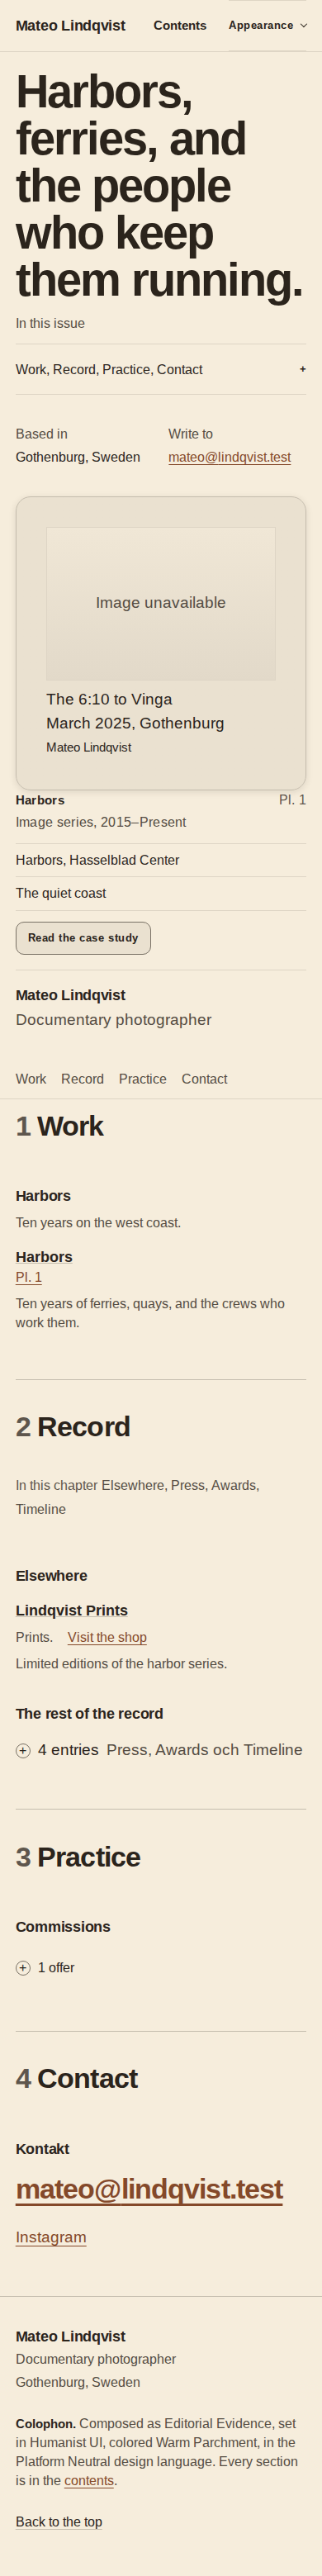 Mateo Lindqvist Contents Appearance
Harbors,
ferries, and
the people
who keep
them running.
In this issue
Work, Record, Practice, Contact +
Based in
Gothenburg, Sweden
Write to
mateo@lindqvist.test
Image unavailable
The 6:10 to Vinga
March 2025, Gothenburg
Mateo Lindqvist
Harbors Pl. 1
Image series, 2015–Present
Harbors, Hasselblad Center
The quiet coast
Read the case study
Mateo Lindqvist
Documentary photographer
Work Record Practice Contact
1 Work
Harbors
Ten years on the west coast.
Harbors
Pl. 1
Ten years of ferries, quays, and the crews who
work them.
2 Record
In this chapter Elsewhere, Press, Awards,
Timeline
Elsewhere
Lindqvist Prints
Prints. Visit the shop
Limited editions of the harbor series.
The rest of the record
+ 4 entries Press, Awards och Timeline
3 Practice
Commissions
+ 1 offer
4 Contact
Kontakt
mateo@lindqvist.test
Instagram
Mateo Lindqvist
Documentary photographer
Gothenburg, Sweden
Colophon. Composed as Editorial Evidence, set
in Humanist UI, colored Warm Parchment, in the
Platform Neutral design language. Every section
is in the contents.
Back to the top